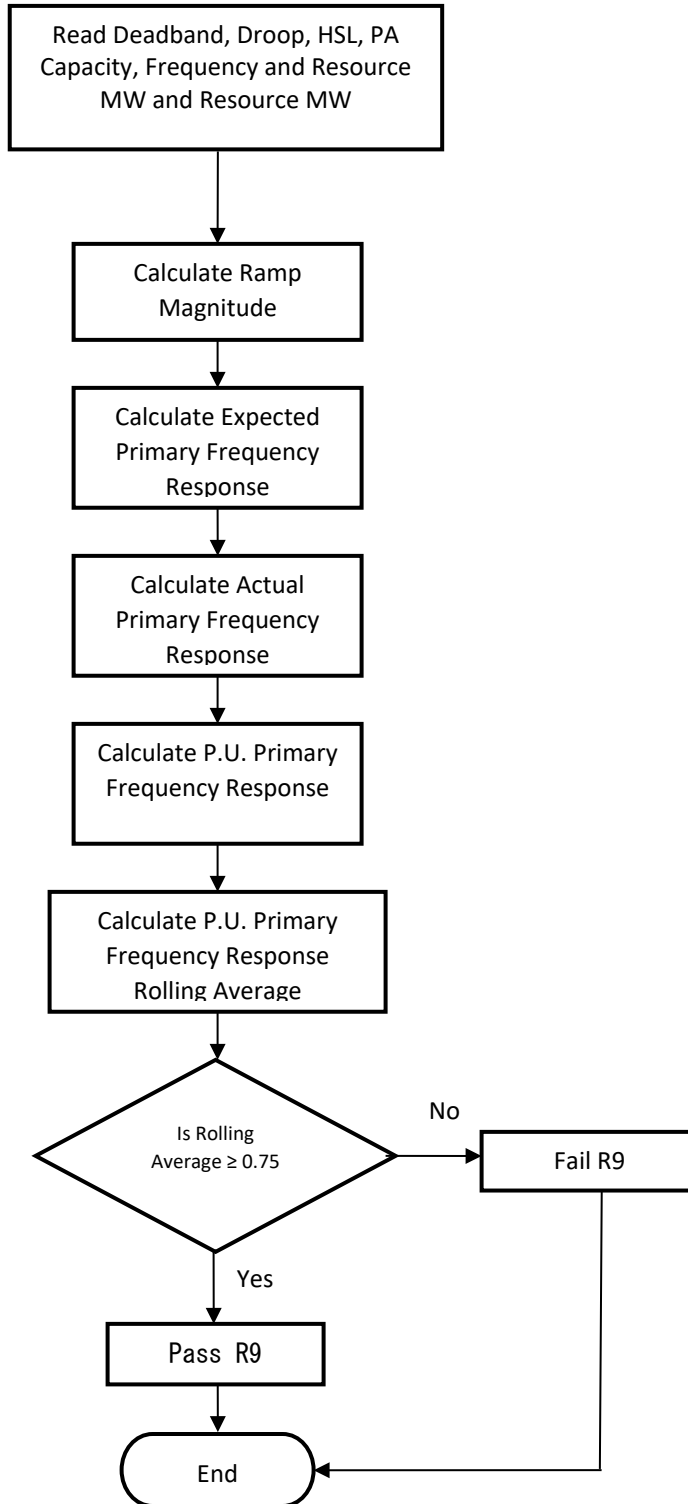 Read Deadband, Droop, HSL, PA
Capacity, Frequency and Resource
MW and Resource MW
Calculate Ramp
Magnitude
Calculate Expected
Primary Frequency
Response
Calculate Actual
Primary Frequency
Response
Calculate P.U. Primary
Frequency Response
Calculate P.U. Primary
Frequency Response
Rolling Average
Is Rolling
Average ≥ 0.75
No
Fail R9
Yes
Pass R9
End